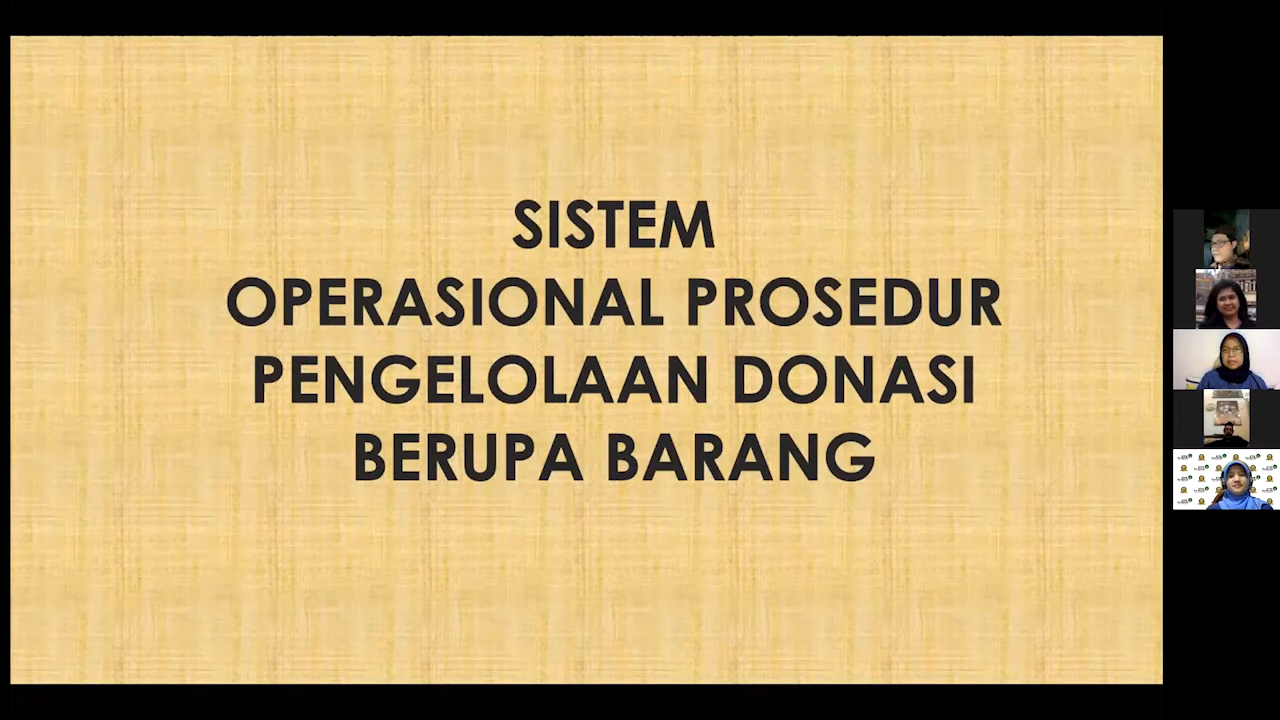 SISTEM
OPERASIONAL PROSEDUR
PENGELOLAAN DONASI
BERUPA BARANG